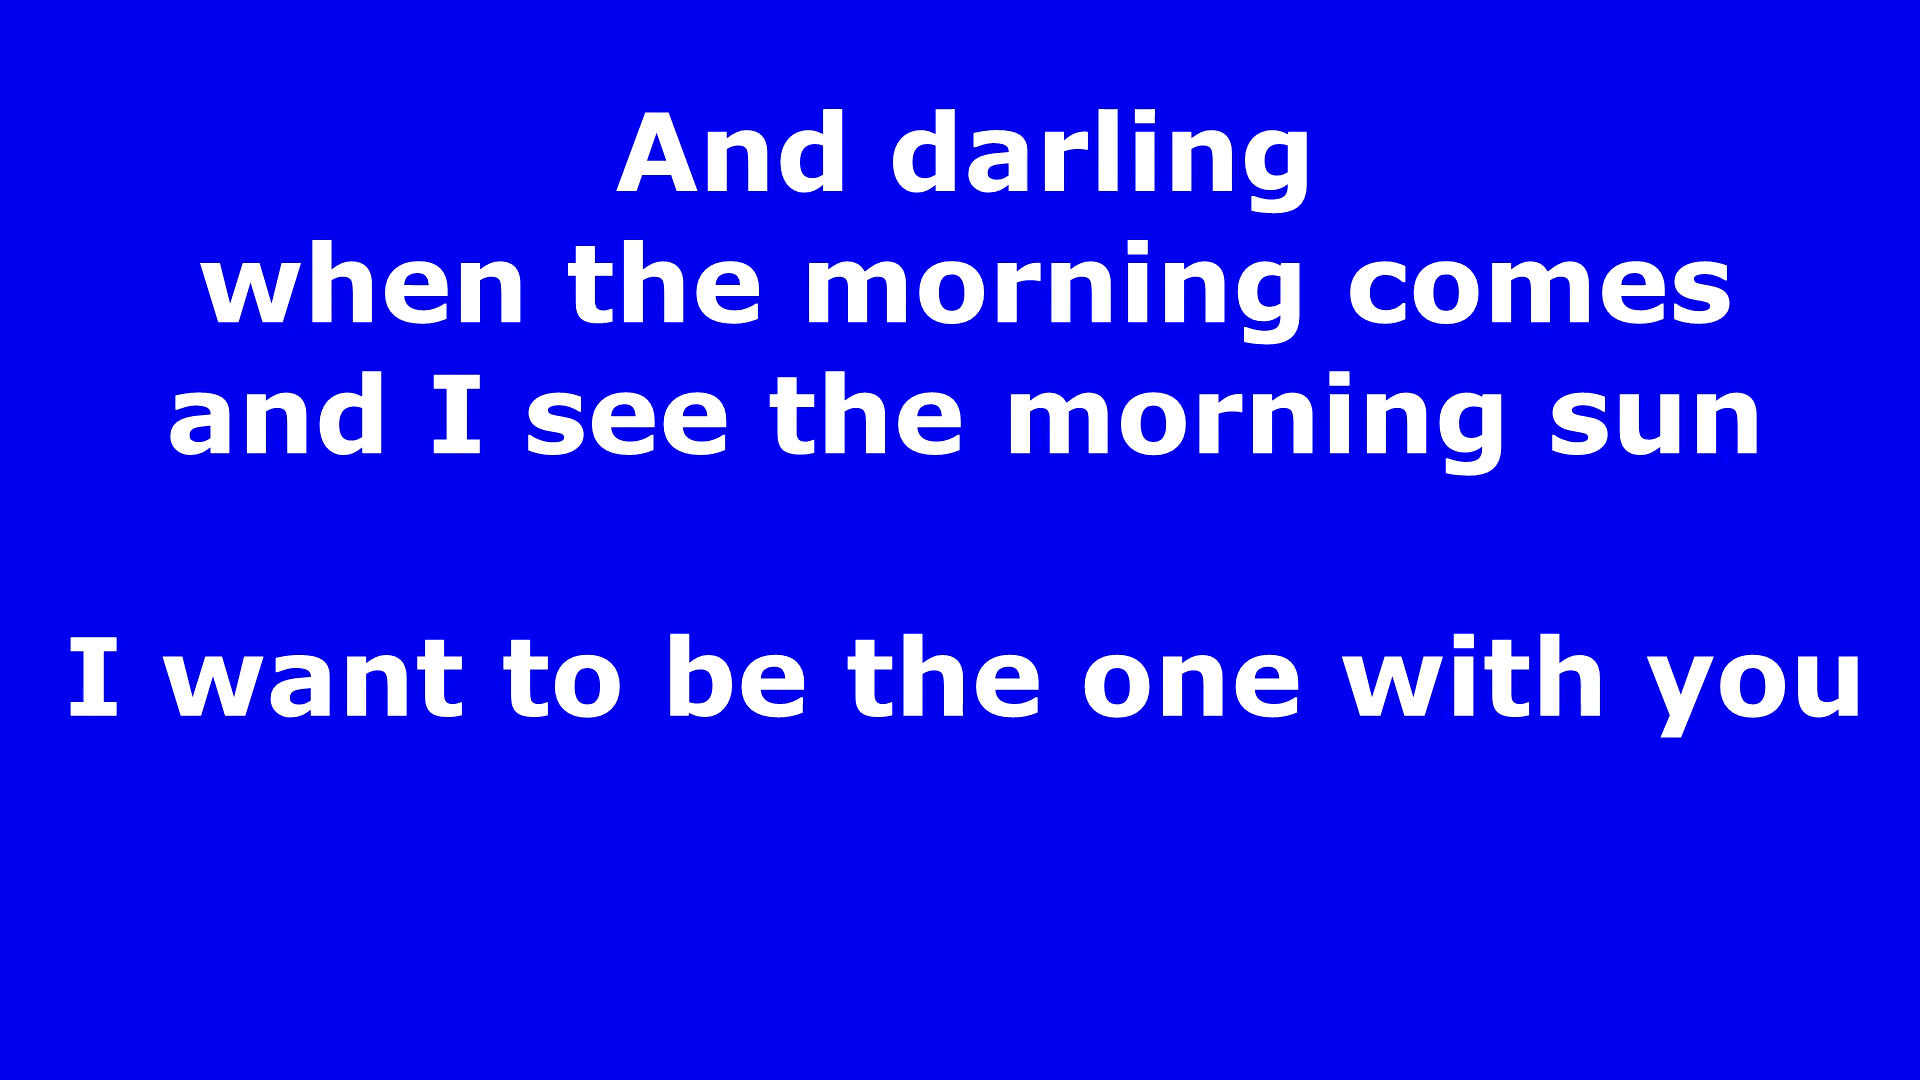 And darling
when the morning comes
and I see the morning sun
I want to be the one with you